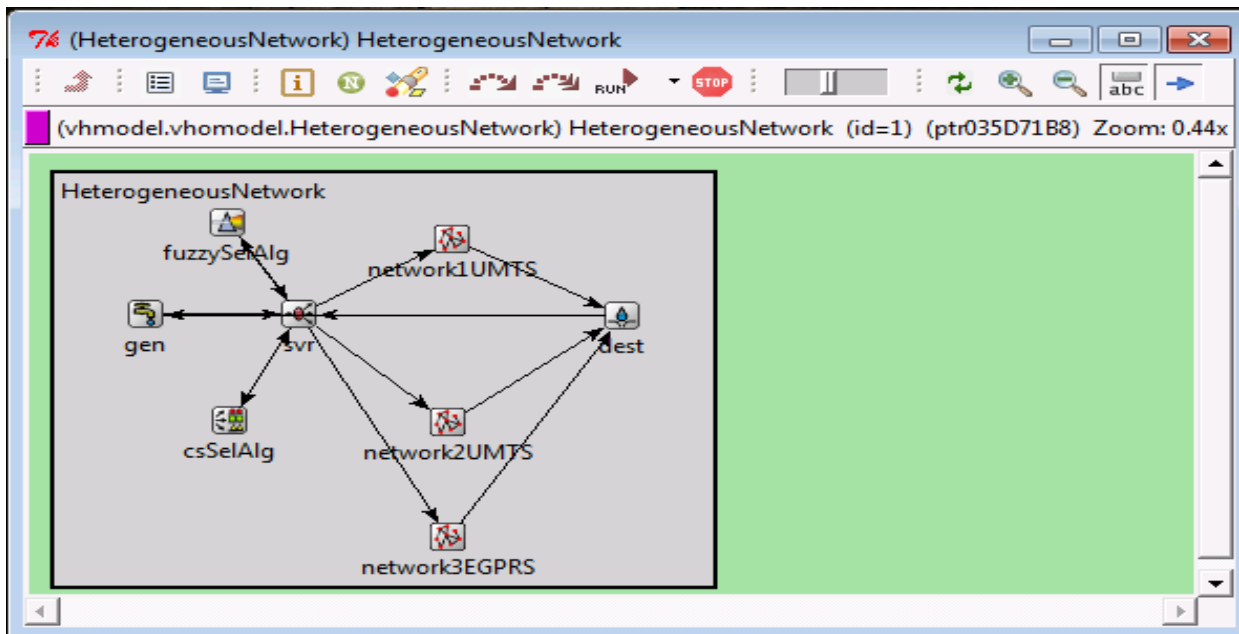 (HeterogeneousNetwork) HeterogeneousNetwork
RUN STOP abc
(vhmodel.vhomodel.HeterogeneousNetwork) HeterogeneousNetwork (id=1) (ptr035D71B8) Zoom: 0.44x
HeterogeneousNetwork
fuzzySelAlg
network1UMTS
gen
svr
dest
csSelAlg
network2UMTS
network3EGPRS